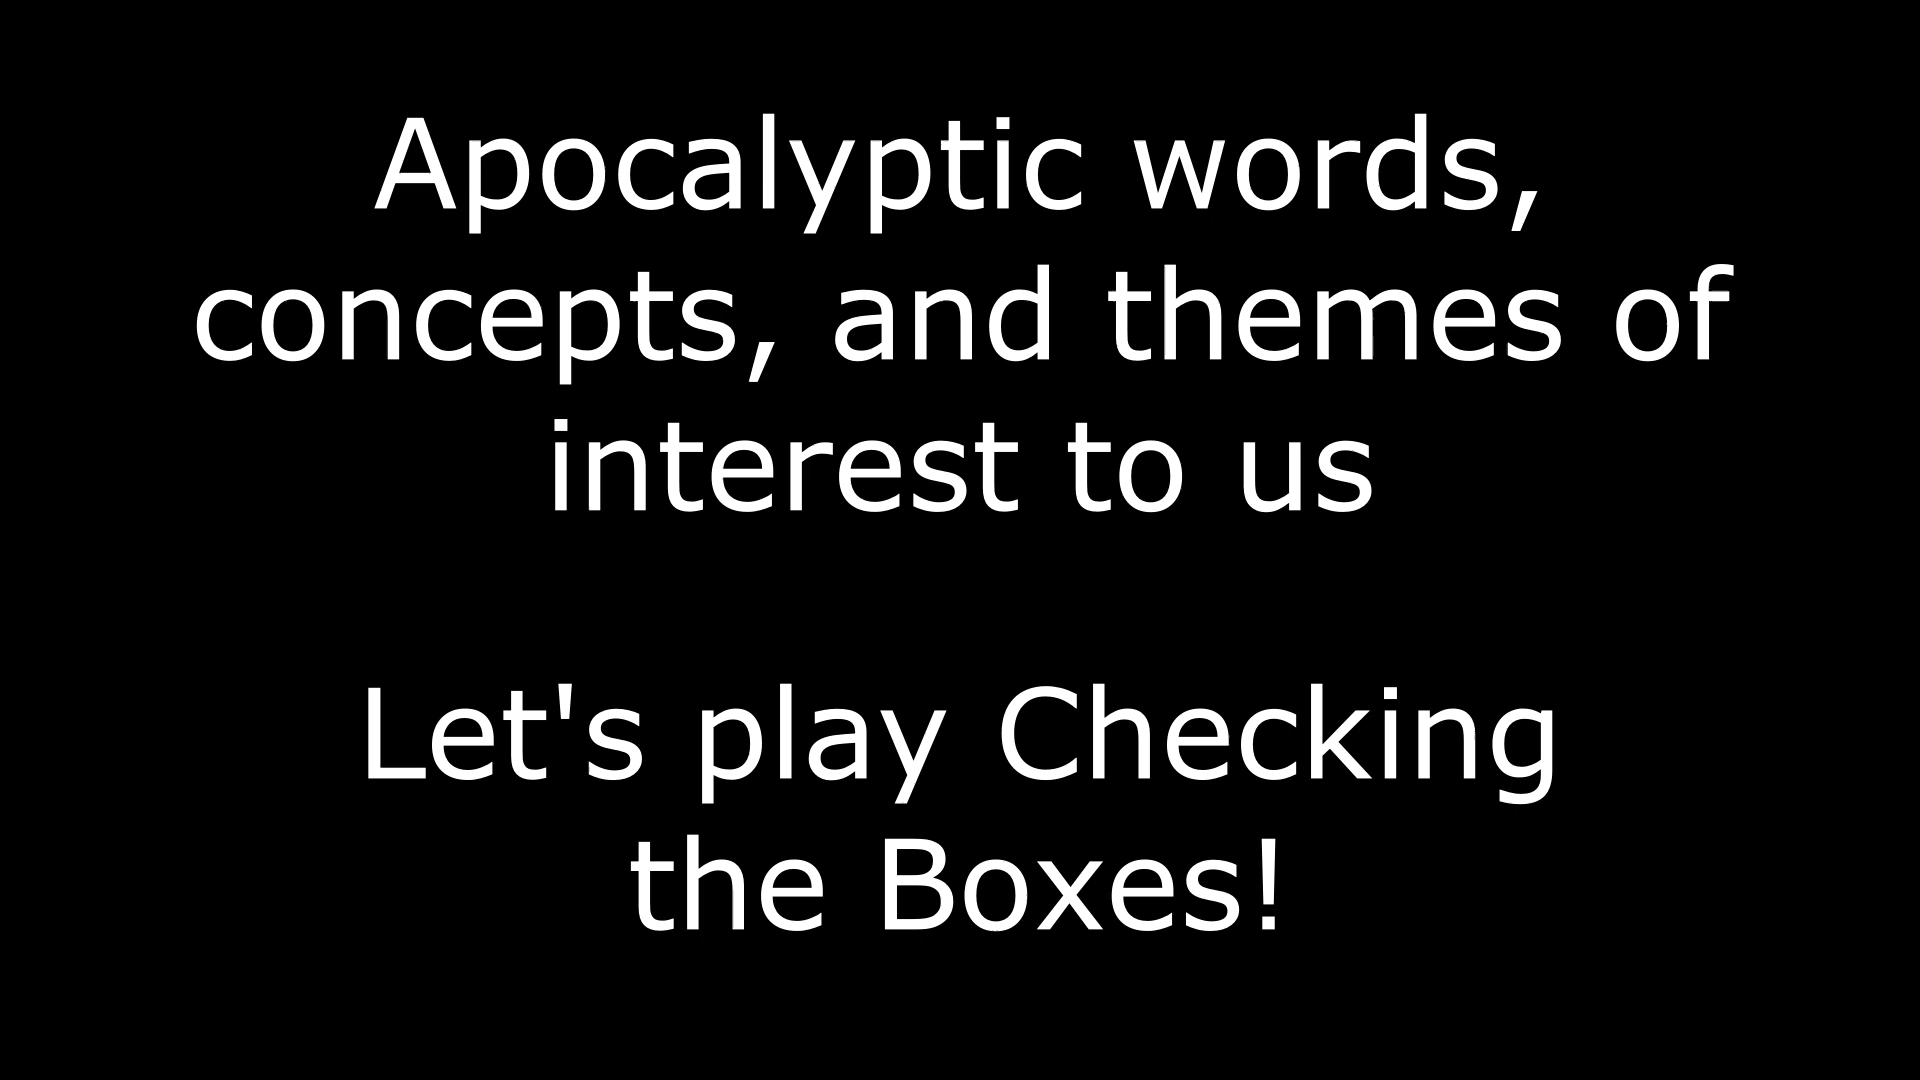 Apocalyptic words,
concepts, and themes of
interest to us
Let's play Checking
the Boxes!